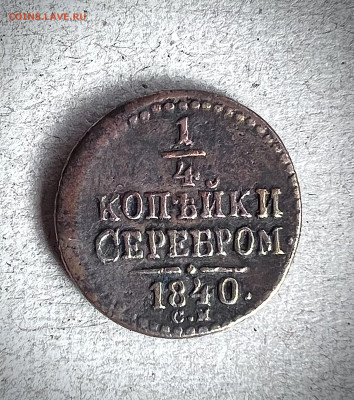 COINS.LAVE.RU
1
4
КОПѢЙКИ
СЕРЕБРОМ.
1840.
С.М